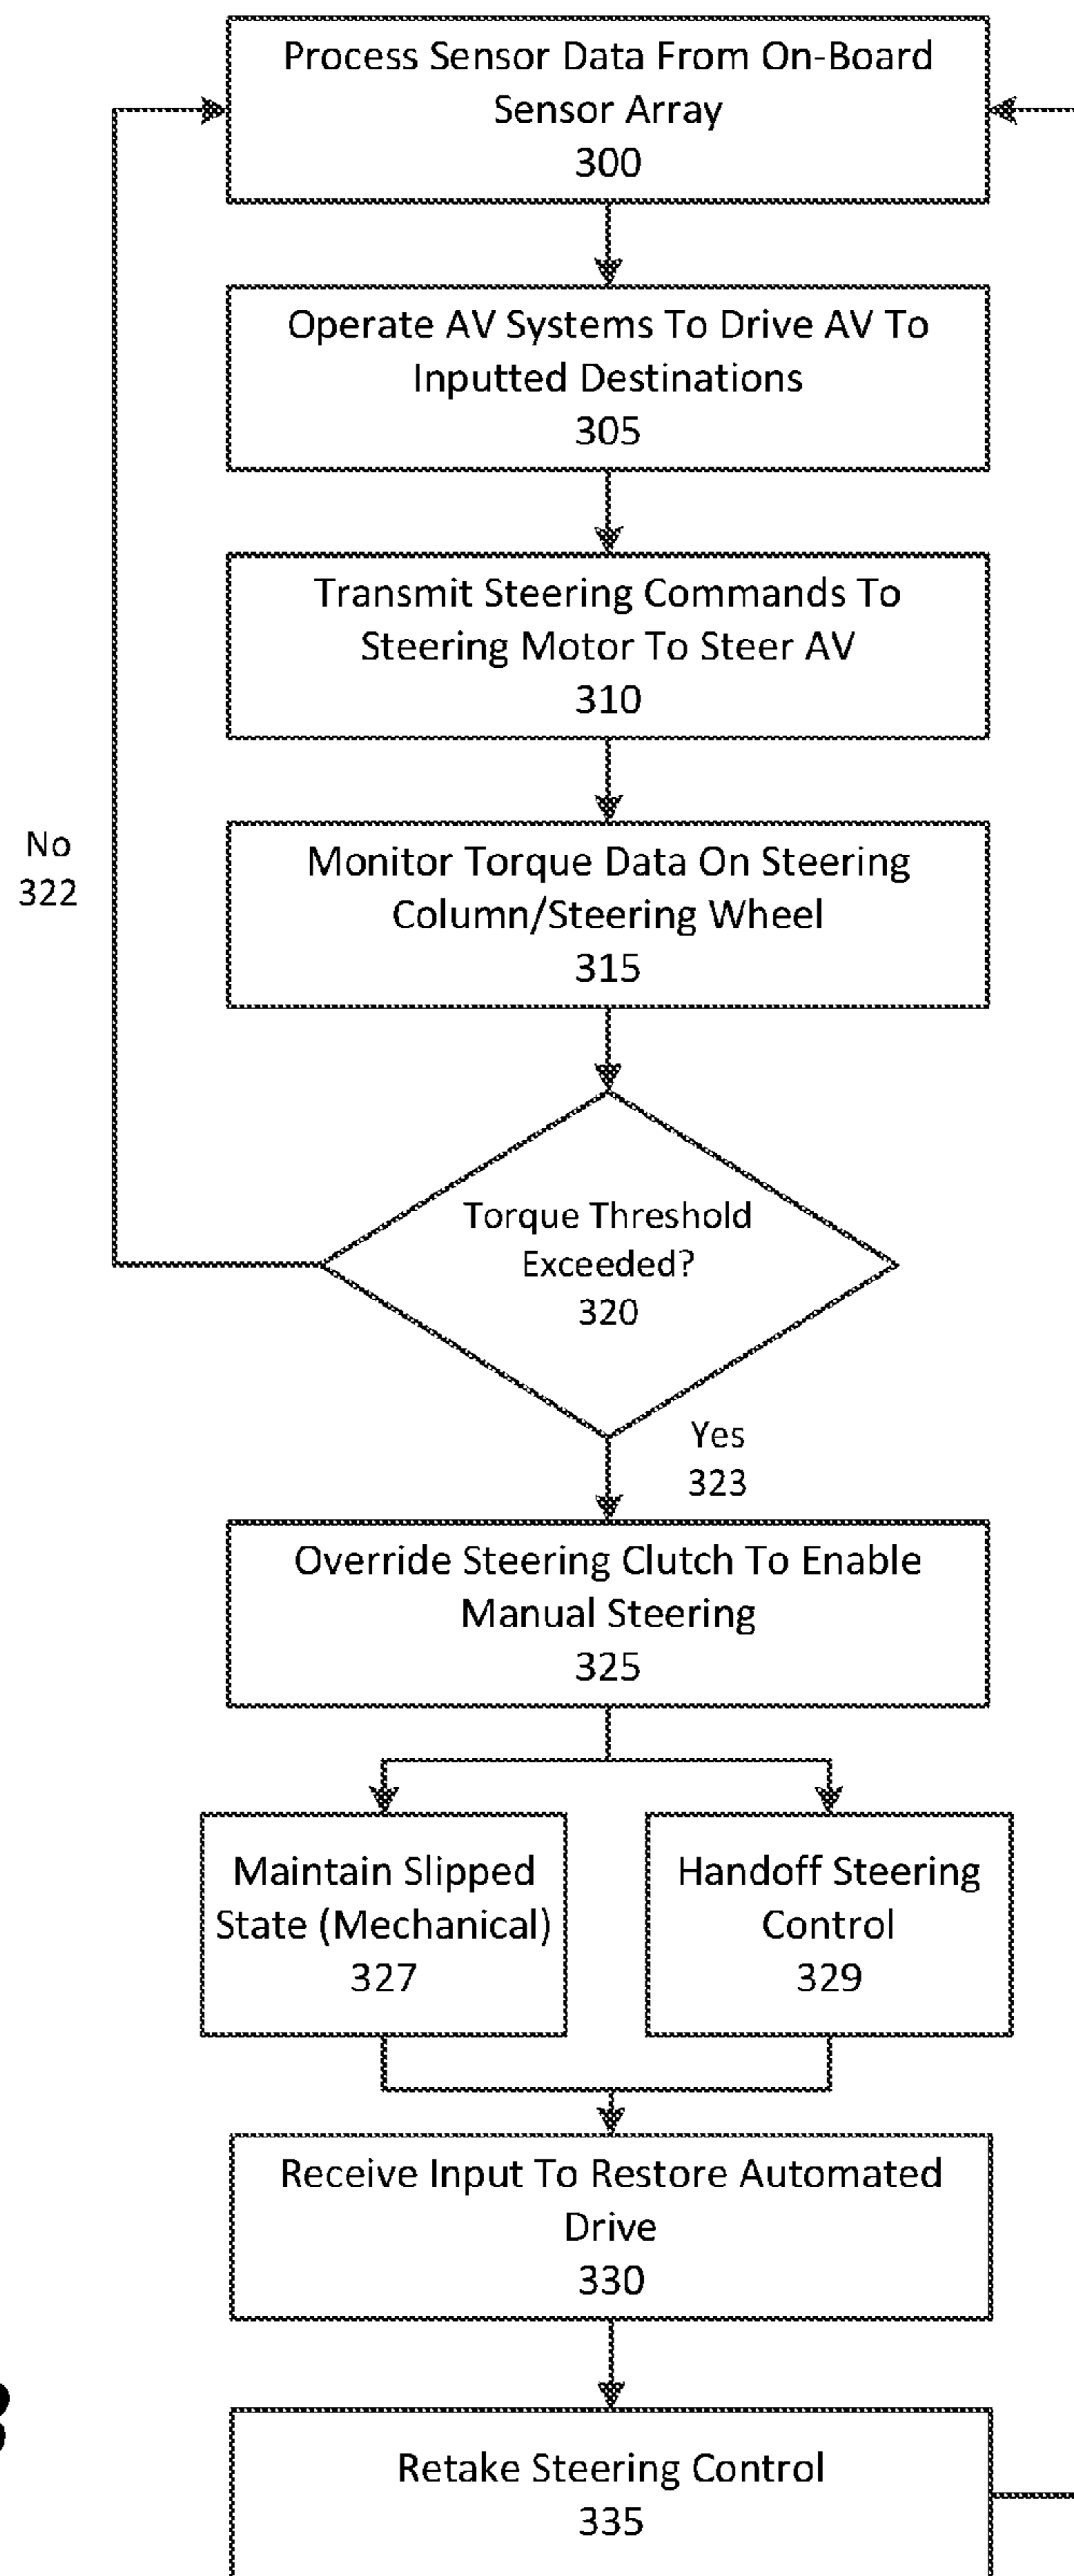 Process Sensor Data From On-Board
Sensor Array
300
Operate AV Systems To Drive AV To
Inputted Destinations
305
Transmit Steering Commands To
Steering Motor To Steer AV
310
Monitor Torque Data On Steering
Column/Steering Wheel
315
No
322
Torque Threshold
Exceeded?
320
Yes
323
Override Steering Clutch To Enable
Manual Steering
325
Maintain Slipped
State (Mechanical)
327
Handoff Steering
Control
329
Receive Input To Restore Automated
Drive
330
Retake Steering Control
335